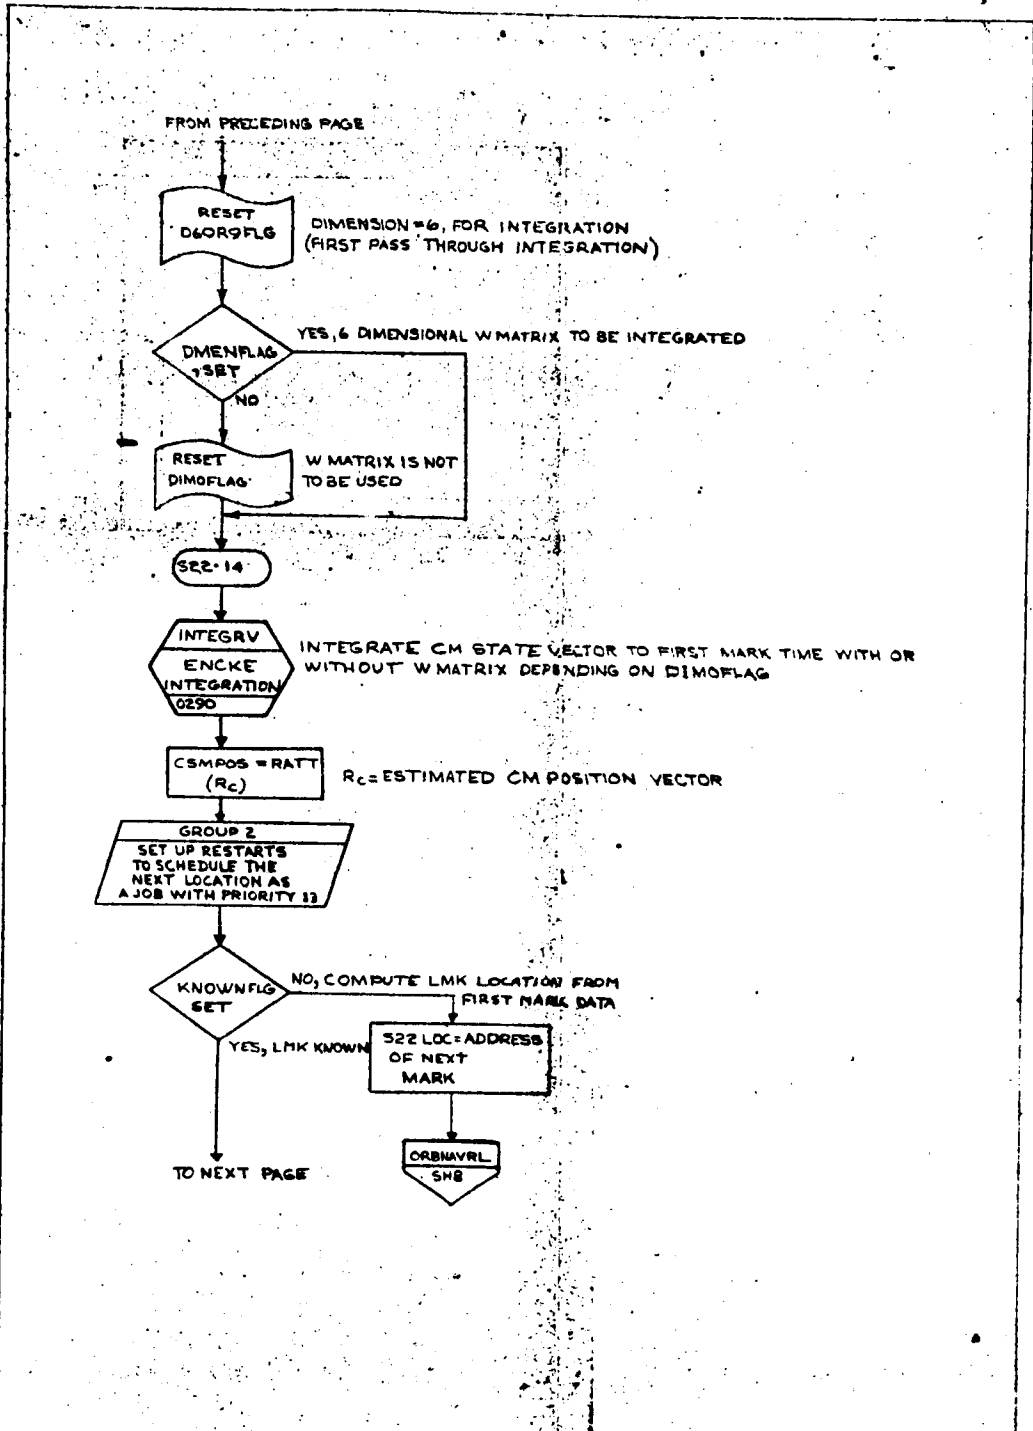 FROM PRECEDING PAGE
RESET
D6OR9FLG
DIMENSION=6, FOR INTEGRATION
(FIRST PASS THROUGH INTEGRATION)
DMENFLAG
SET
YES, 6 DIMENSIONAL W MATRIX TO BE INTEGRATED
NO
RESET
DIMOFLAG
W MATRIX IS NOT
TO BE USED
S22.14
INTEGRV
ENCKE
INTEGRATION
0290
INTEGRATE CM STATE VECTOR TO FIRST MARK TIME WITH OR
WITHOUT W MATRIX DEPENDING ON DIMOFLAG
CSMPOS = RATT
(Rc)
Rc = ESTIMATED CM POSITION VECTOR
GROUP 2
SET UP RESTARTS
TO SCHEDULE THE
NEXT LOCATION AS
A JOB WITH PRIORITY 13
KNOWNFLG
SET
NO, COMPUTE LMK LOCATION FROM
FIRST MARK DATA
YES, LMK KNOWN
S22 LOC = ADDRESS
OF NEXT
MARK
ORBNAVRL
SH8
TO NEXT PAGE